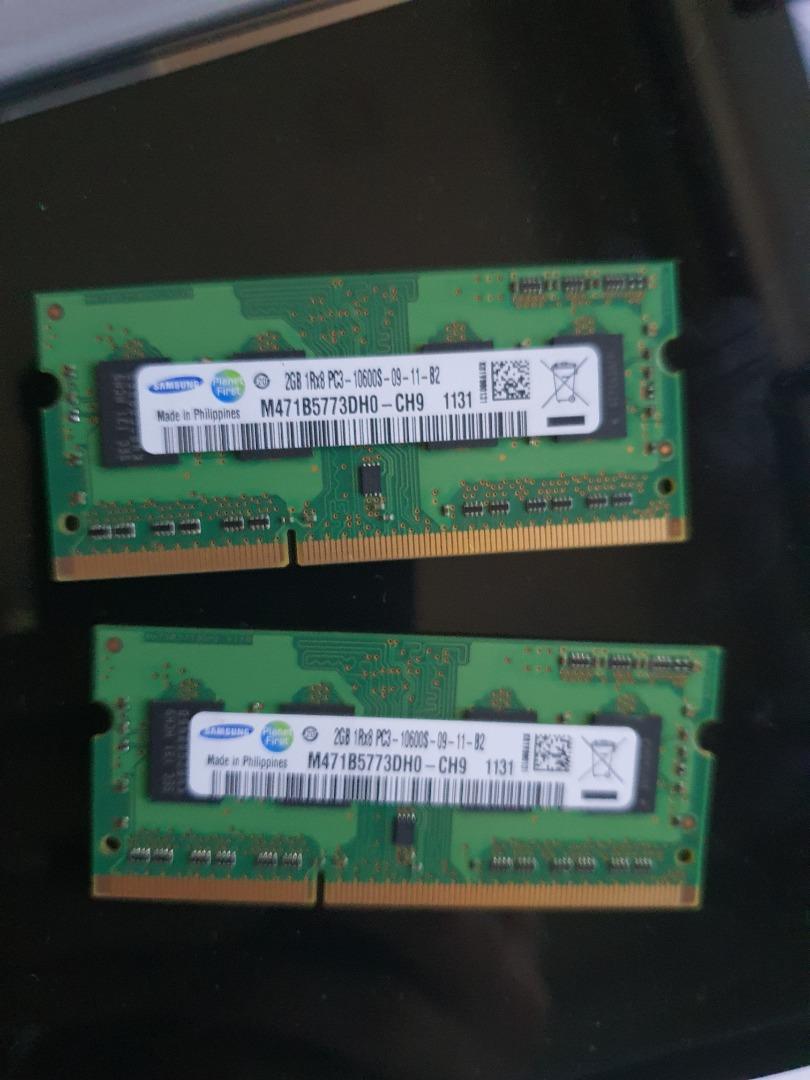 SAMSUNG Planet First 2GB 1Rx8 PC3-10600S-09-11-B2
Made in Philippines M471B5773DH0-CH9 1131
SAMSUNG Planet First 2GB 1Rx8 PC3-10600S-09-11-B2
Made in Philippines M471B5773DH0-CH9 1131